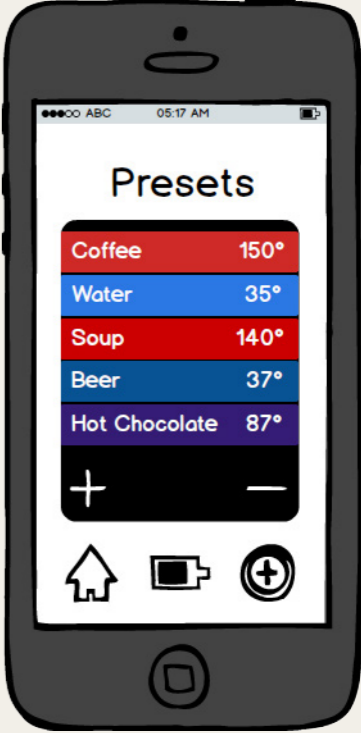 ●●●○○ ABC 05:17 AM
Presets
Coffee 150°
Water 35°
Soup 140°
Beer 37°
Hot Chocolate 87°
+ −